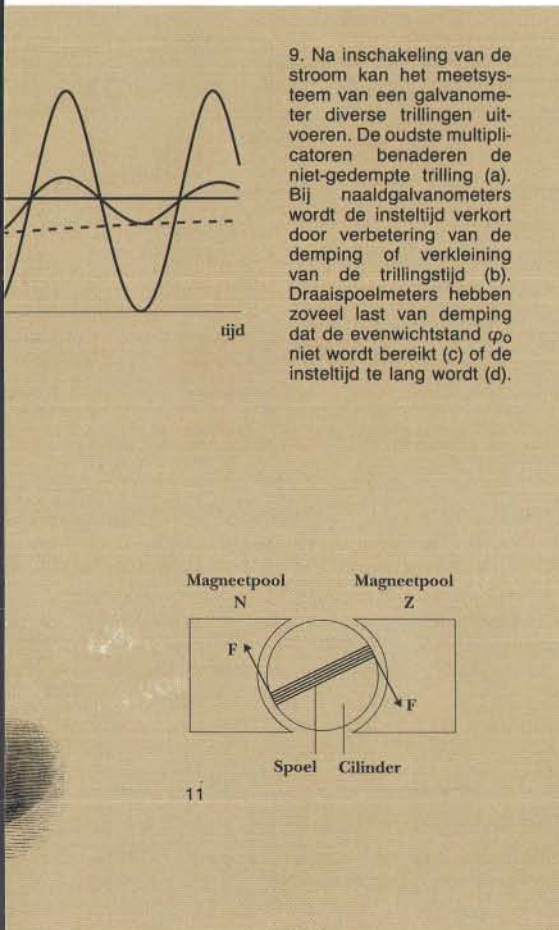 9. Na inschakeling van de
stroom kan het meetsys-
teem van een galvanome-
ter diverse trillingen uit-
voeren. De oudste multipli-
catoren benaderen de
niet-gedempte trilling (a).
Bij naaldgalvanometers
wordt de insteltijd verkort
door verbetering van de
demping of verkleining
van de trillingstijd (b).
Draaispoelmeters hebben
zoveel last van demping
dat de evenwichtstand φ₀
niet wordt bereikt (c) of de
insteltijd te lang wordt (d).
tijd
Magneetpool Magneetpool
N Z
F
F
Spoel Cilinder
11